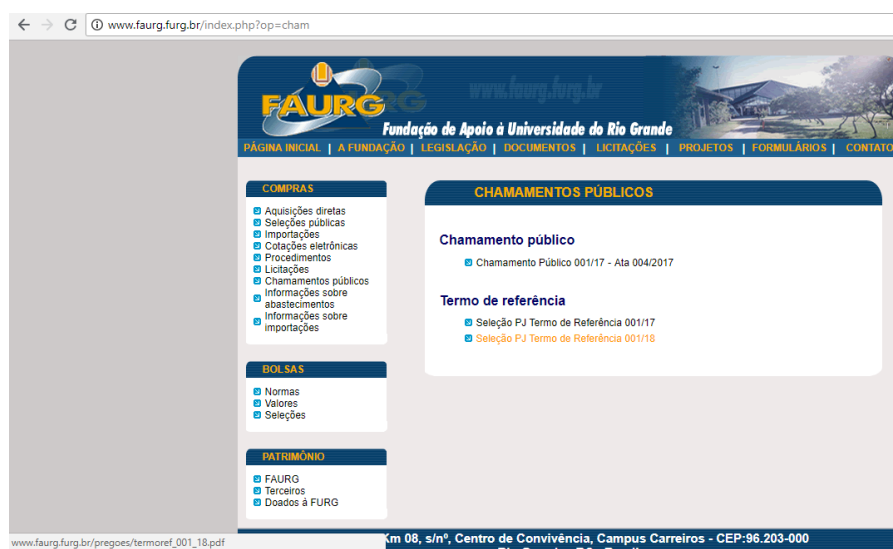 www.faurg.furg.br/index.php?op=cham
FAURG
www.faurg.furg.br
Fundação de Apoio à Universidade do Rio Grande
PÁGINA INICIAL | A FUNDAÇÃO | LEGISLAÇÃO | DOCUMENTOS | LICITAÇÕES | PROJETOS | FORMULÁRIOS | CONTATO
COMPRAS
Aquisições diretas
Seleções públicas
Importações
Cotações eletrônicas
Procedimentos
Licitações
Chamamentos públicos
Informações sobre
abastecimentos
Informações sobre
importações
BOLSAS
Normas
Valores
Seleções
PATRIMÔNIO
FAURG
Terceiros
Doados á FURG
CHAMAMENTOS PÚBLICOS
Chamamento público
Chamamento Público 001/17 - Ata 004/2017
Termo de referência
Seleção PJ Termo de Referência 001/17
Seleção PJ Termo de Referência 001/18
Km 08, s/nº, Centro de Convivência, Campus Carreiros - CEP:96.203-000
www.faurg.furg.br/pregoes/termoref_001_18.pdf